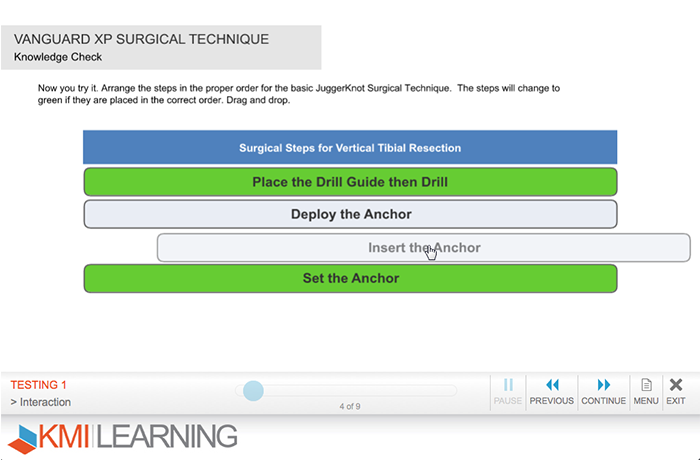 VANGUARD XP SURGICAL TECHNIQUE
Knowledge Check
Now you try it. Arrange the steps in the proper order for the basic JuggerKnot Surgical Technique. The steps will change to
green if they are placed in the correct order. Drag and drop.
Surgical Steps for Vertical Tibial Resection
Place the Drill Guide then Drill
Deploy the Anchor
Insert the Anchor
Set the Anchor
TESTING 1
> Interaction
4 of 9
PAUSE PREVIOUS CONTINUE MENU EXIT
KMI LEARNING